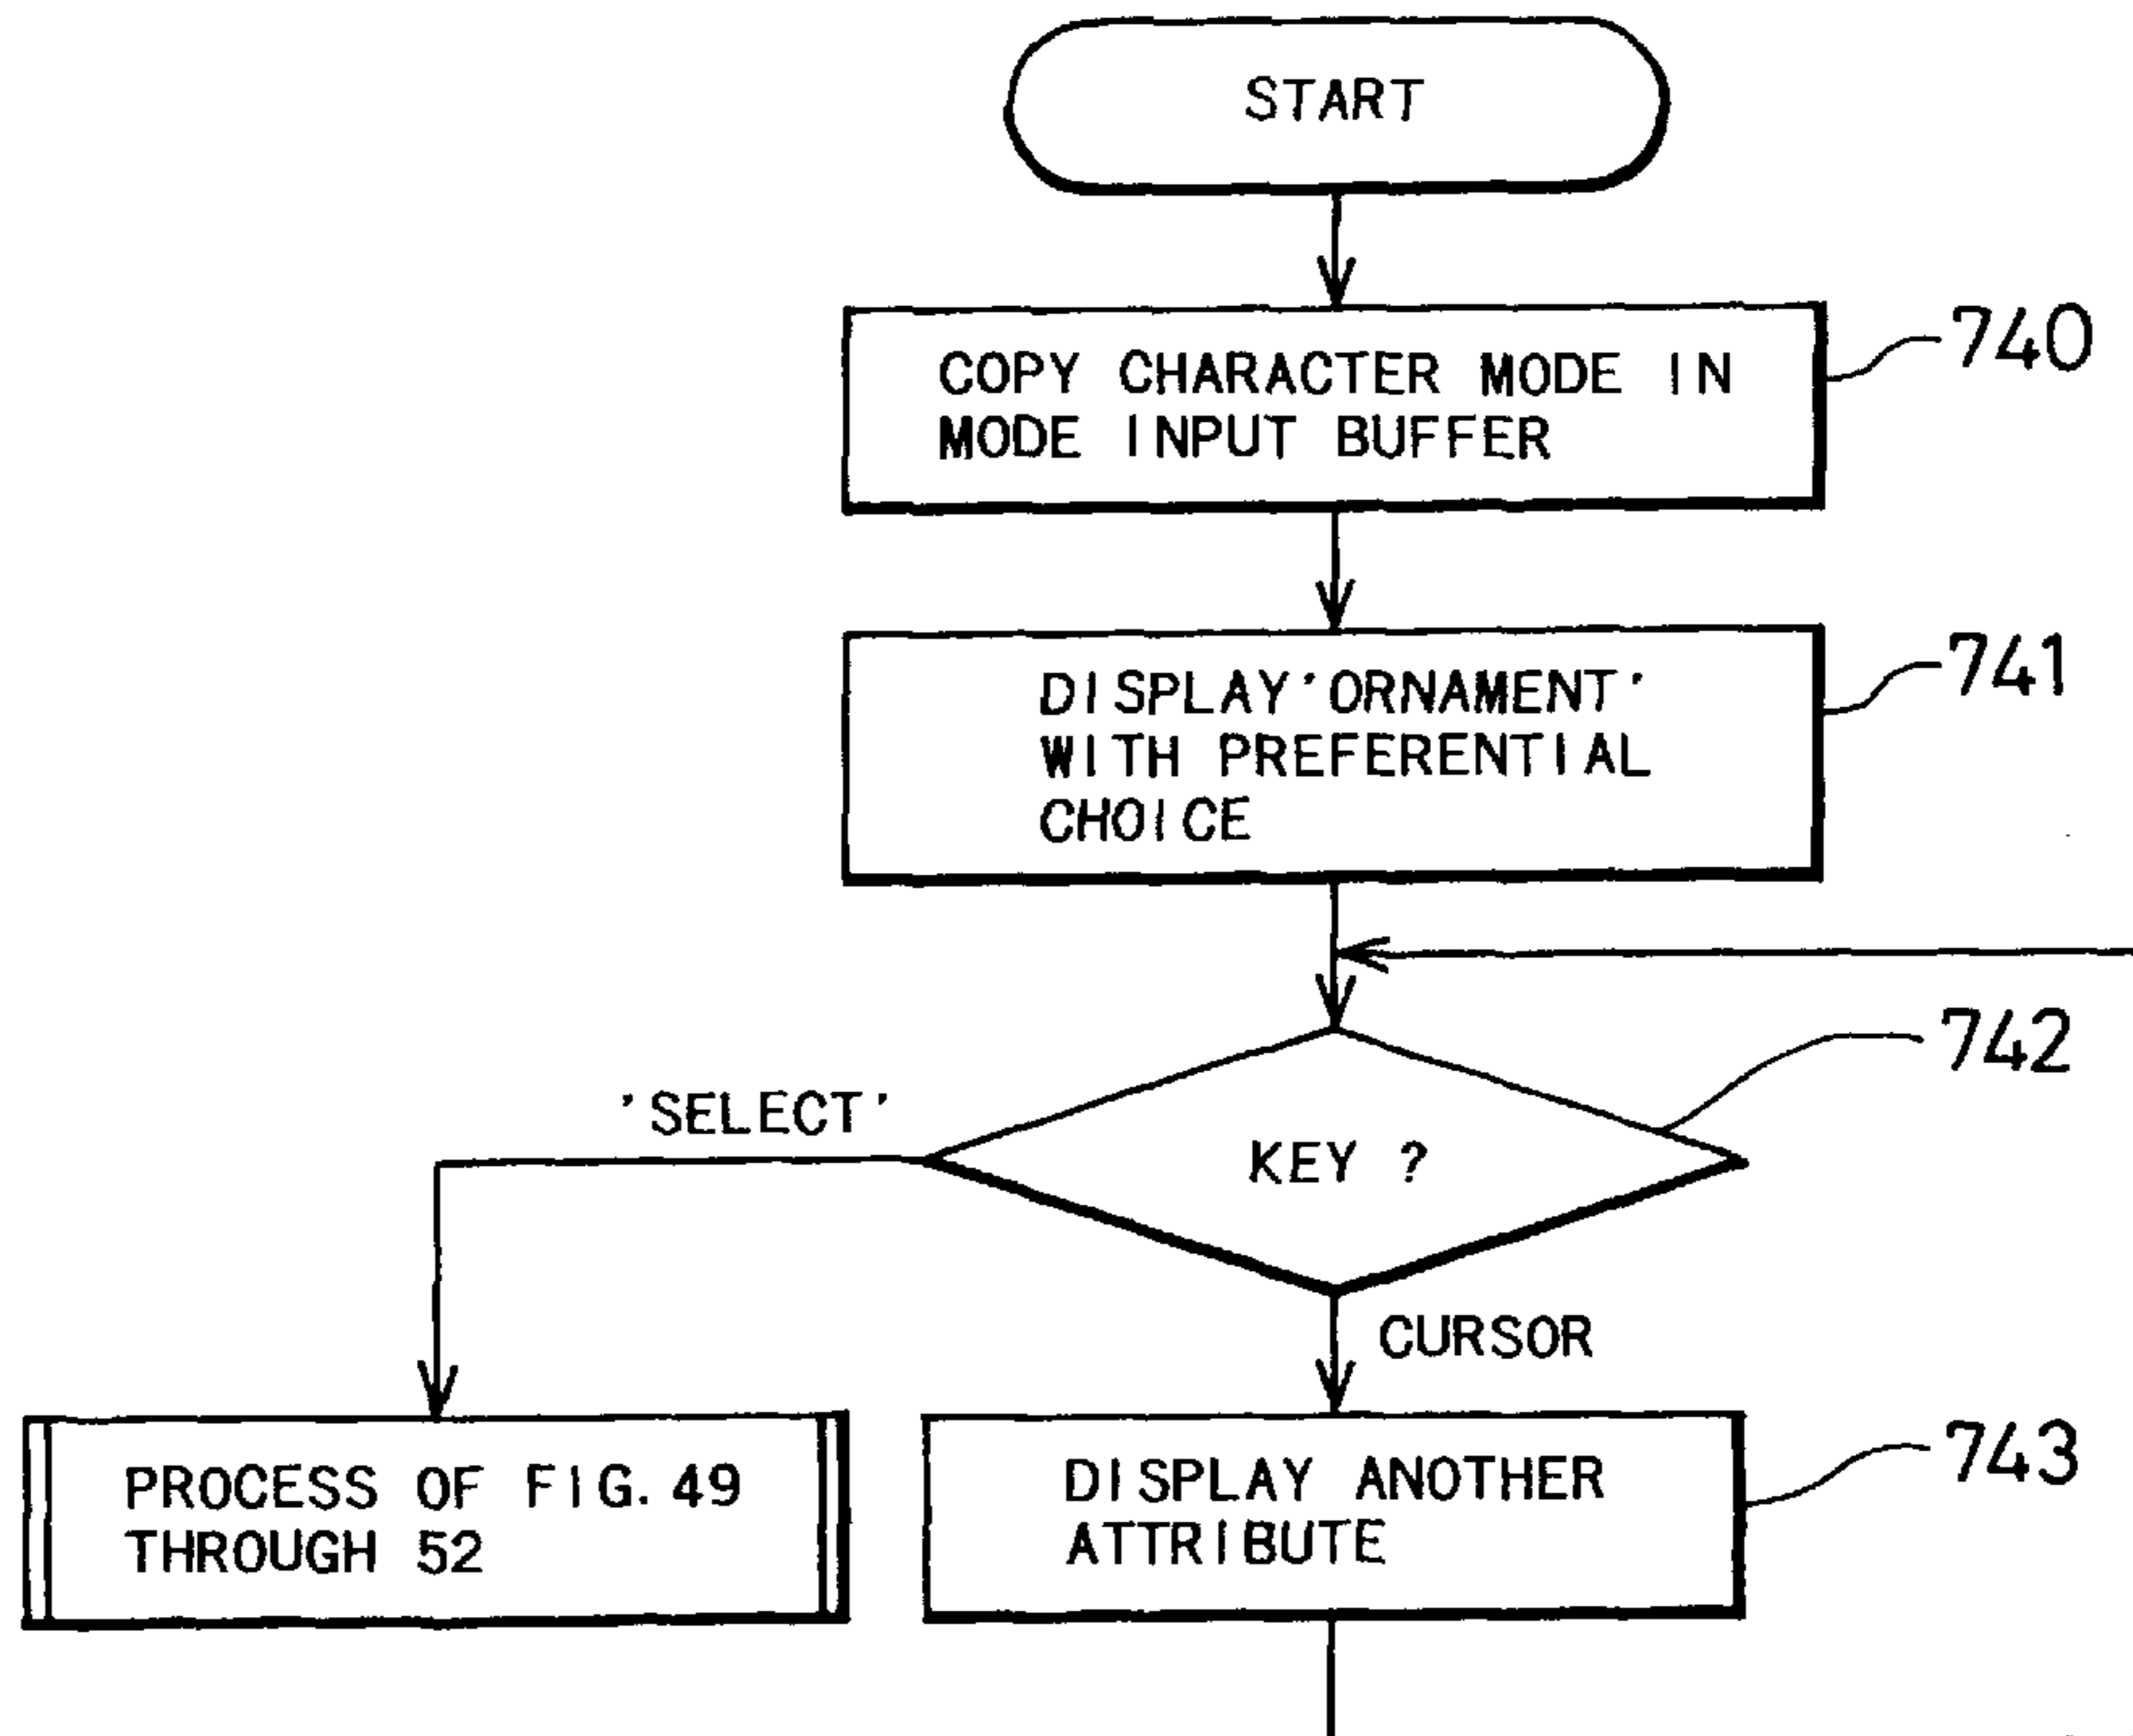 START
COPY CHARACTER MODE IN
MODE INPUT BUFFER
740
DISPLAY 'ORNAMENT'
WITH PREFERENTIAL
CHOICE
741
742
'SELECT'
KEY ?
CURSOR
PROCESS OF FIG. 49
THROUGH 52
DISPLAY ANOTHER
ATTRIBUTE
743